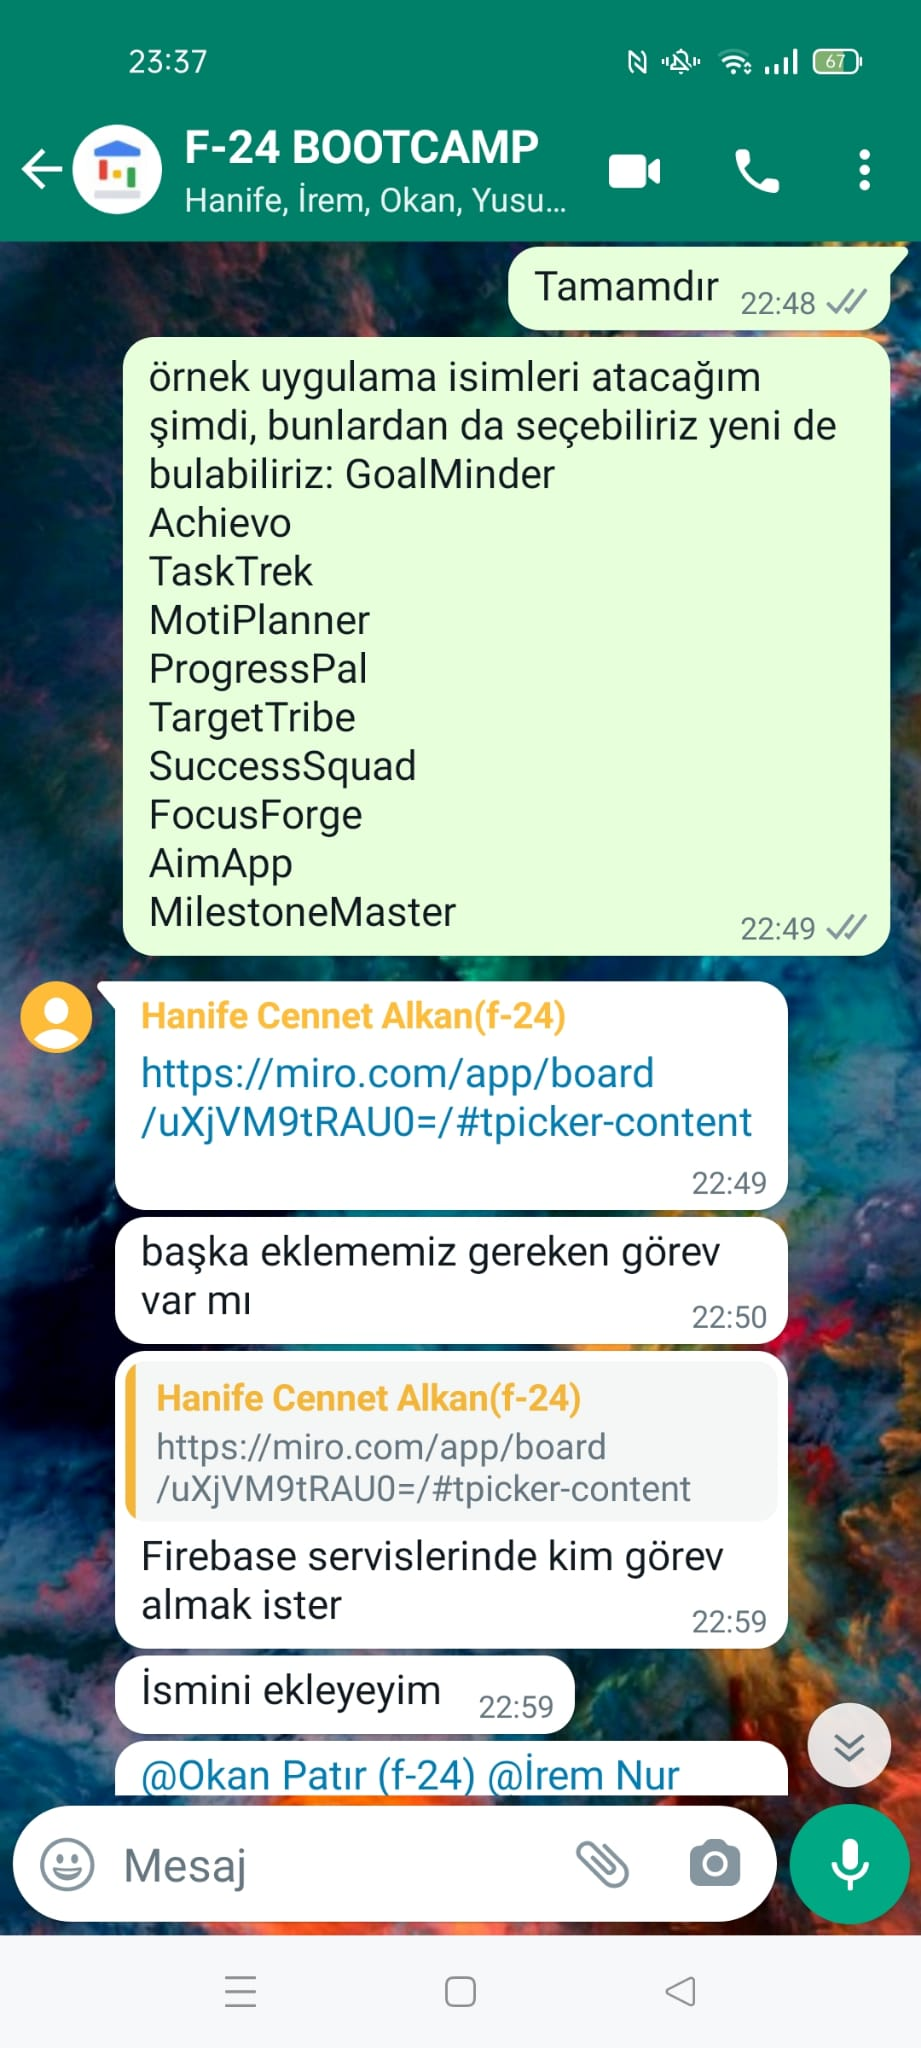 23:37
67
F-24 BOOTCAMP
Hanife, İrem, Okan, Yusu...
Tamamdır
22:48
örnek uygulama isimleri atacağım
şimdi, bunlardan da seçebiliriz yeni de
bulabiliriz: GoalMinder
Achievo
TaskTrek
MotiPlanner
ProgressPal
TargetTribe
SuccessSquad
FocusForge
AimApp
MilestoneMaster
22:49
Hanife Cennet Alkan(f-24)
https://miro.com/app/board
/uXjVM9tRAU0=/#tpicker-content
22:49
başka eklememiz gereken görev
var mı
22:50
Hanife Cennet Alkan(f-24)
https://miro.com/app/board
/uXjVM9tRAU0=/#tpicker-content
Firebase servislerinde kim görev
almak ister
22:59
İsmini ekleyeyim
22:59
@Okan Patır (f-24) @İrem Nur
Mesaj